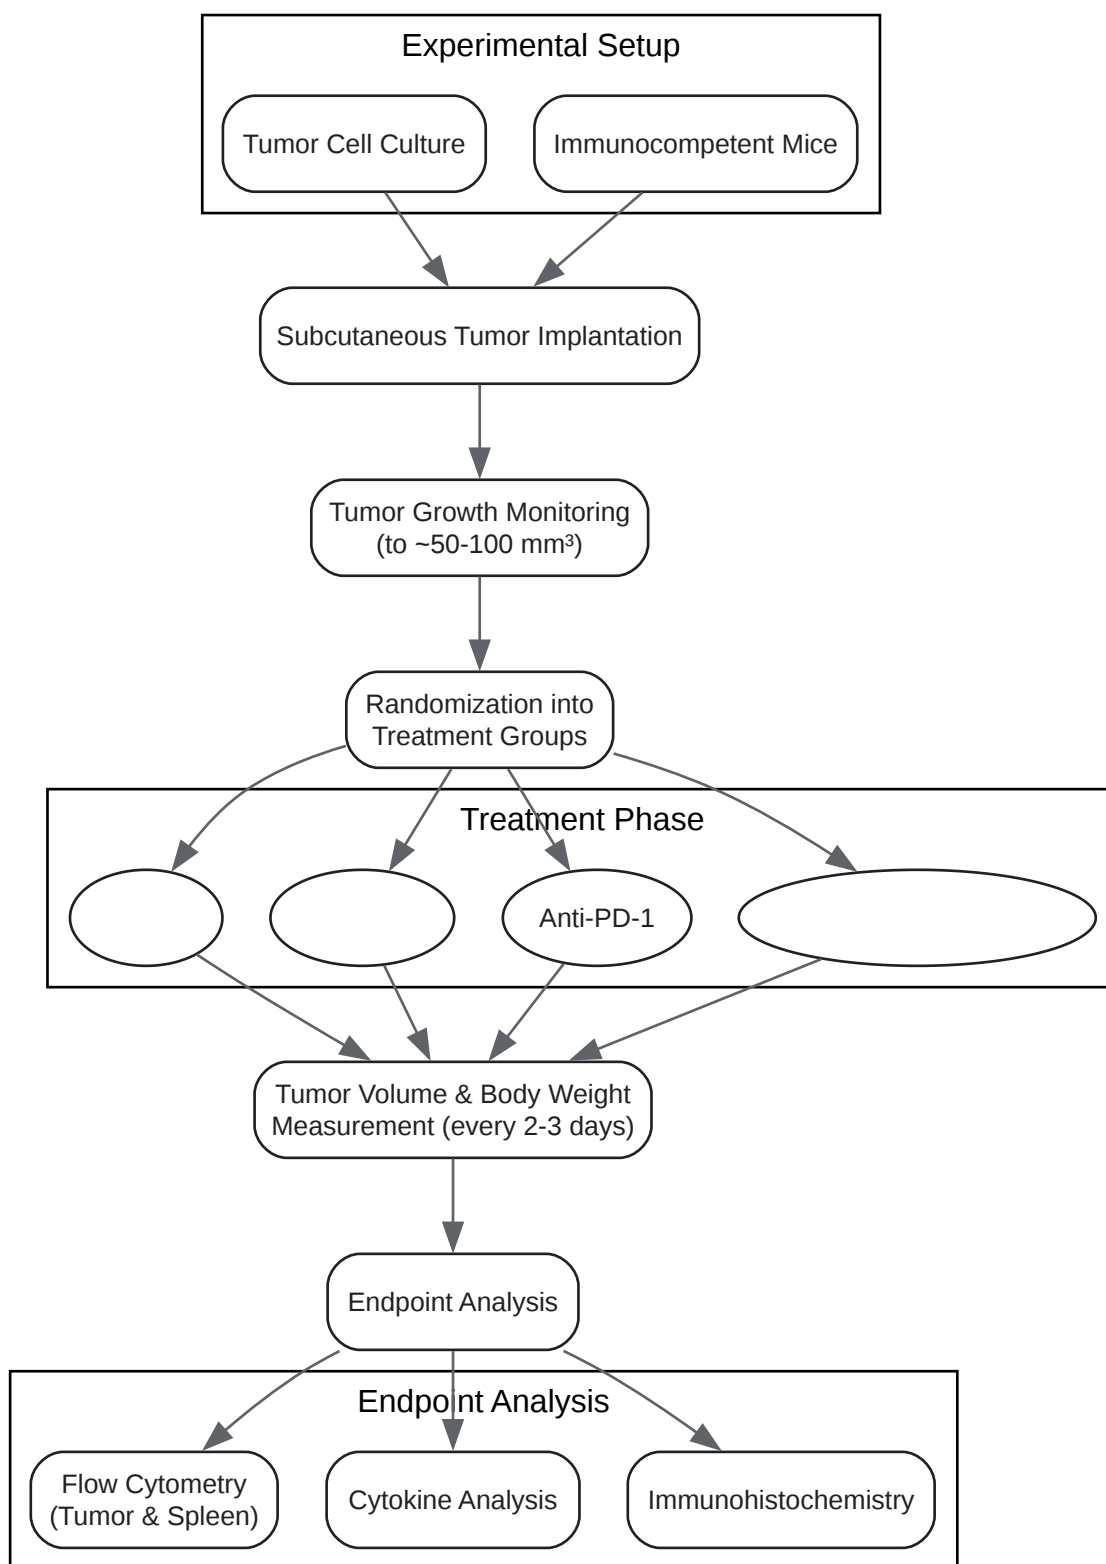 Experimental Setup
Tumor Cell Culture
Immunocompetent Mice
Subcutaneous Tumor Implantation
Tumor Growth Monitoring
(to ~50-100 mm³)
Randomization into
Treatment Groups
Treatment Phase
Anti-PD-1
Tumor Volume & Body Weight
Measurement (every 2-3 days)
Endpoint Analysis
Endpoint Analysis
Flow Cytometry
(Tumor & Spleen)
Cytokine Analysis
Immunohistochemistry